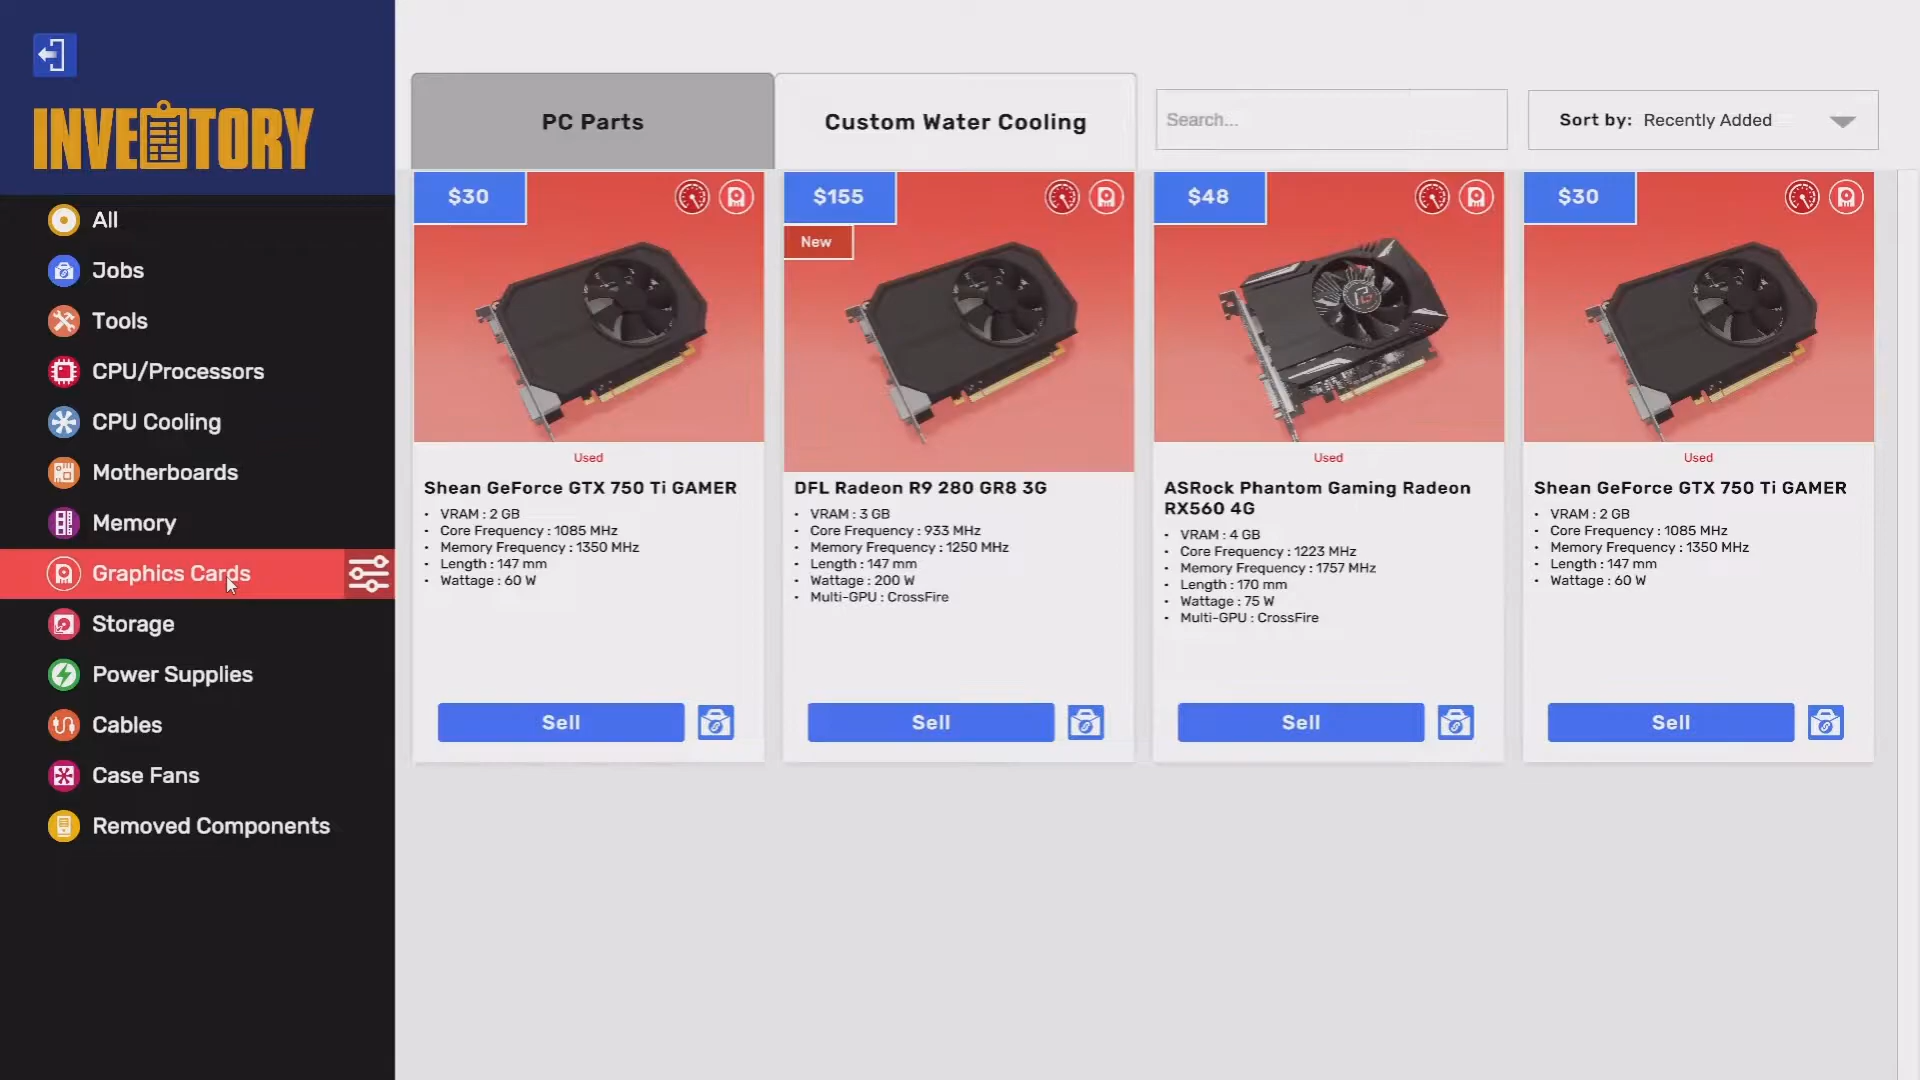 INVENTORY
All
Jobs
Tools
CPU/Processors
CPU Cooling
Motherboards
Memory
Graphics Cards
Storage
Power Supplies
Cables
Case Fans
Removed Components
PC Parts
Custom Water Cooling
Search...
Sort by: Recently Added
$30
Used
Shean GeForce GTX 750 Ti GAMER
• VRAM : 2 GB
• Core Frequency : 1085 MHz
• Memory Frequency : 1350 MHz
• Length : 147 mm
• Wattage : 60 W
Sell
$155
New
DFL Radeon R9 280 GR8 3G
• VRAM : 3 GB
• Core Frequency : 933 MHz
• Memory Frequency : 1250 MHz
• Length : 147 mm
• Wattage : 200 W
• Multi-GPU : CrossFire
Sell
$48
Used
ASRock Phantom Gaming Radeon
RX560 4G
• VRAM : 4 GB
• Core Frequency : 1223 MHz
• Memory Frequency : 1757 MHz
• Length : 170 mm
• Wattage : 75 W
• Multi-GPU : CrossFire
Sell
$30
Used
Shean GeForce GTX 750 Ti GAMER
• VRAM : 2 GB
• Core Frequency : 1085 MHz
• Memory Frequency : 1350 MHz
• Length : 147 mm
• Wattage : 60 W
Sell